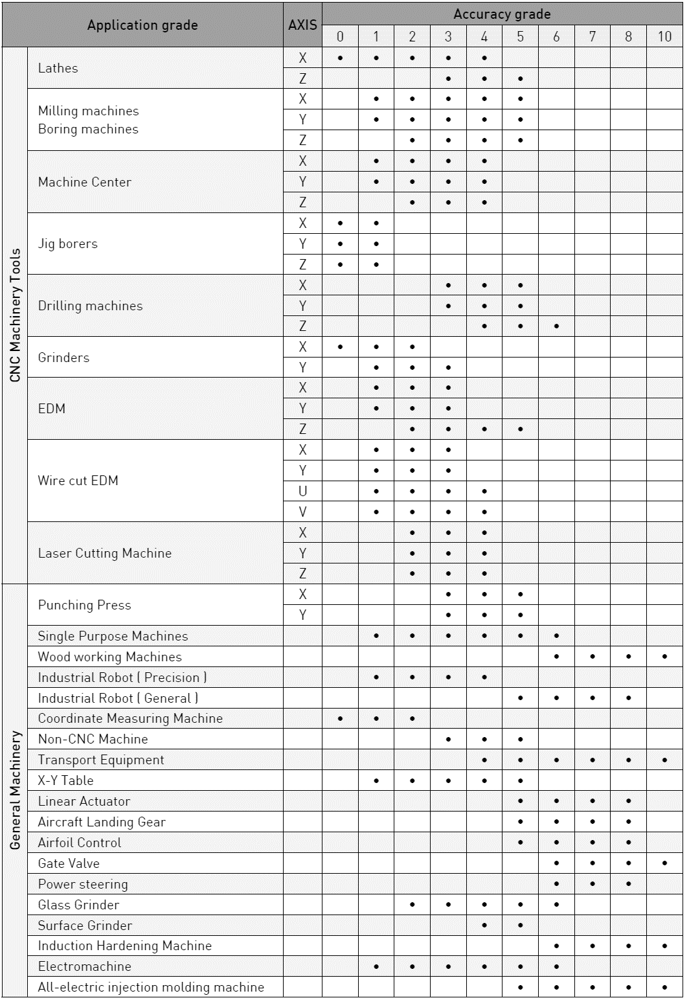 Application grade AXIS Accuracy grade
0 1 2 3 4 5 6 7 8 10
CNC Machinery Tools
Lathes
X • • • • •
Z • • •
Milling machines
Boring machines
X • • • • •
Y • • • • •
Z • • • •
Machine Center
X • • • •
Y • • • •
Z • • •
Jig borers
X • •
Y • •
Z • •
Drilling machines
X • • •
Y • • •
Z • • •
Grinders
X • • •
Y • • •
EDM
X • • •
Y • • •
Z • • • •
Wire cut EDM
X • • •
Y • • •
U • • • •
V • • • •
Laser Cutting Machine
X • • •
Y • • •
Z • • •
General Machinery
Punching Press
X • • •
Y • • •
Single Purpose Machines • • • • • •
Wood working Machines • • • •
Industrial Robot ( Precision ) • • • •
Industrial Robot ( General ) • • • •
Coordinate Measuring Machine • • •
Non-CNC Machine • • •
Transport Equipment • • • • • •
X-Y Table • • • • •
Linear Actuator • • • •
Aircraft Landing Gear • • • •
Airfoil Control • • • •
Gate Valve • • • •
Power steering • • •
Glass Grinder • • • • •
Surface Grinder • •
Induction Hardening Machine • • • •
Electromachine • • • • • •
All-electric injection molding machine • • • • •